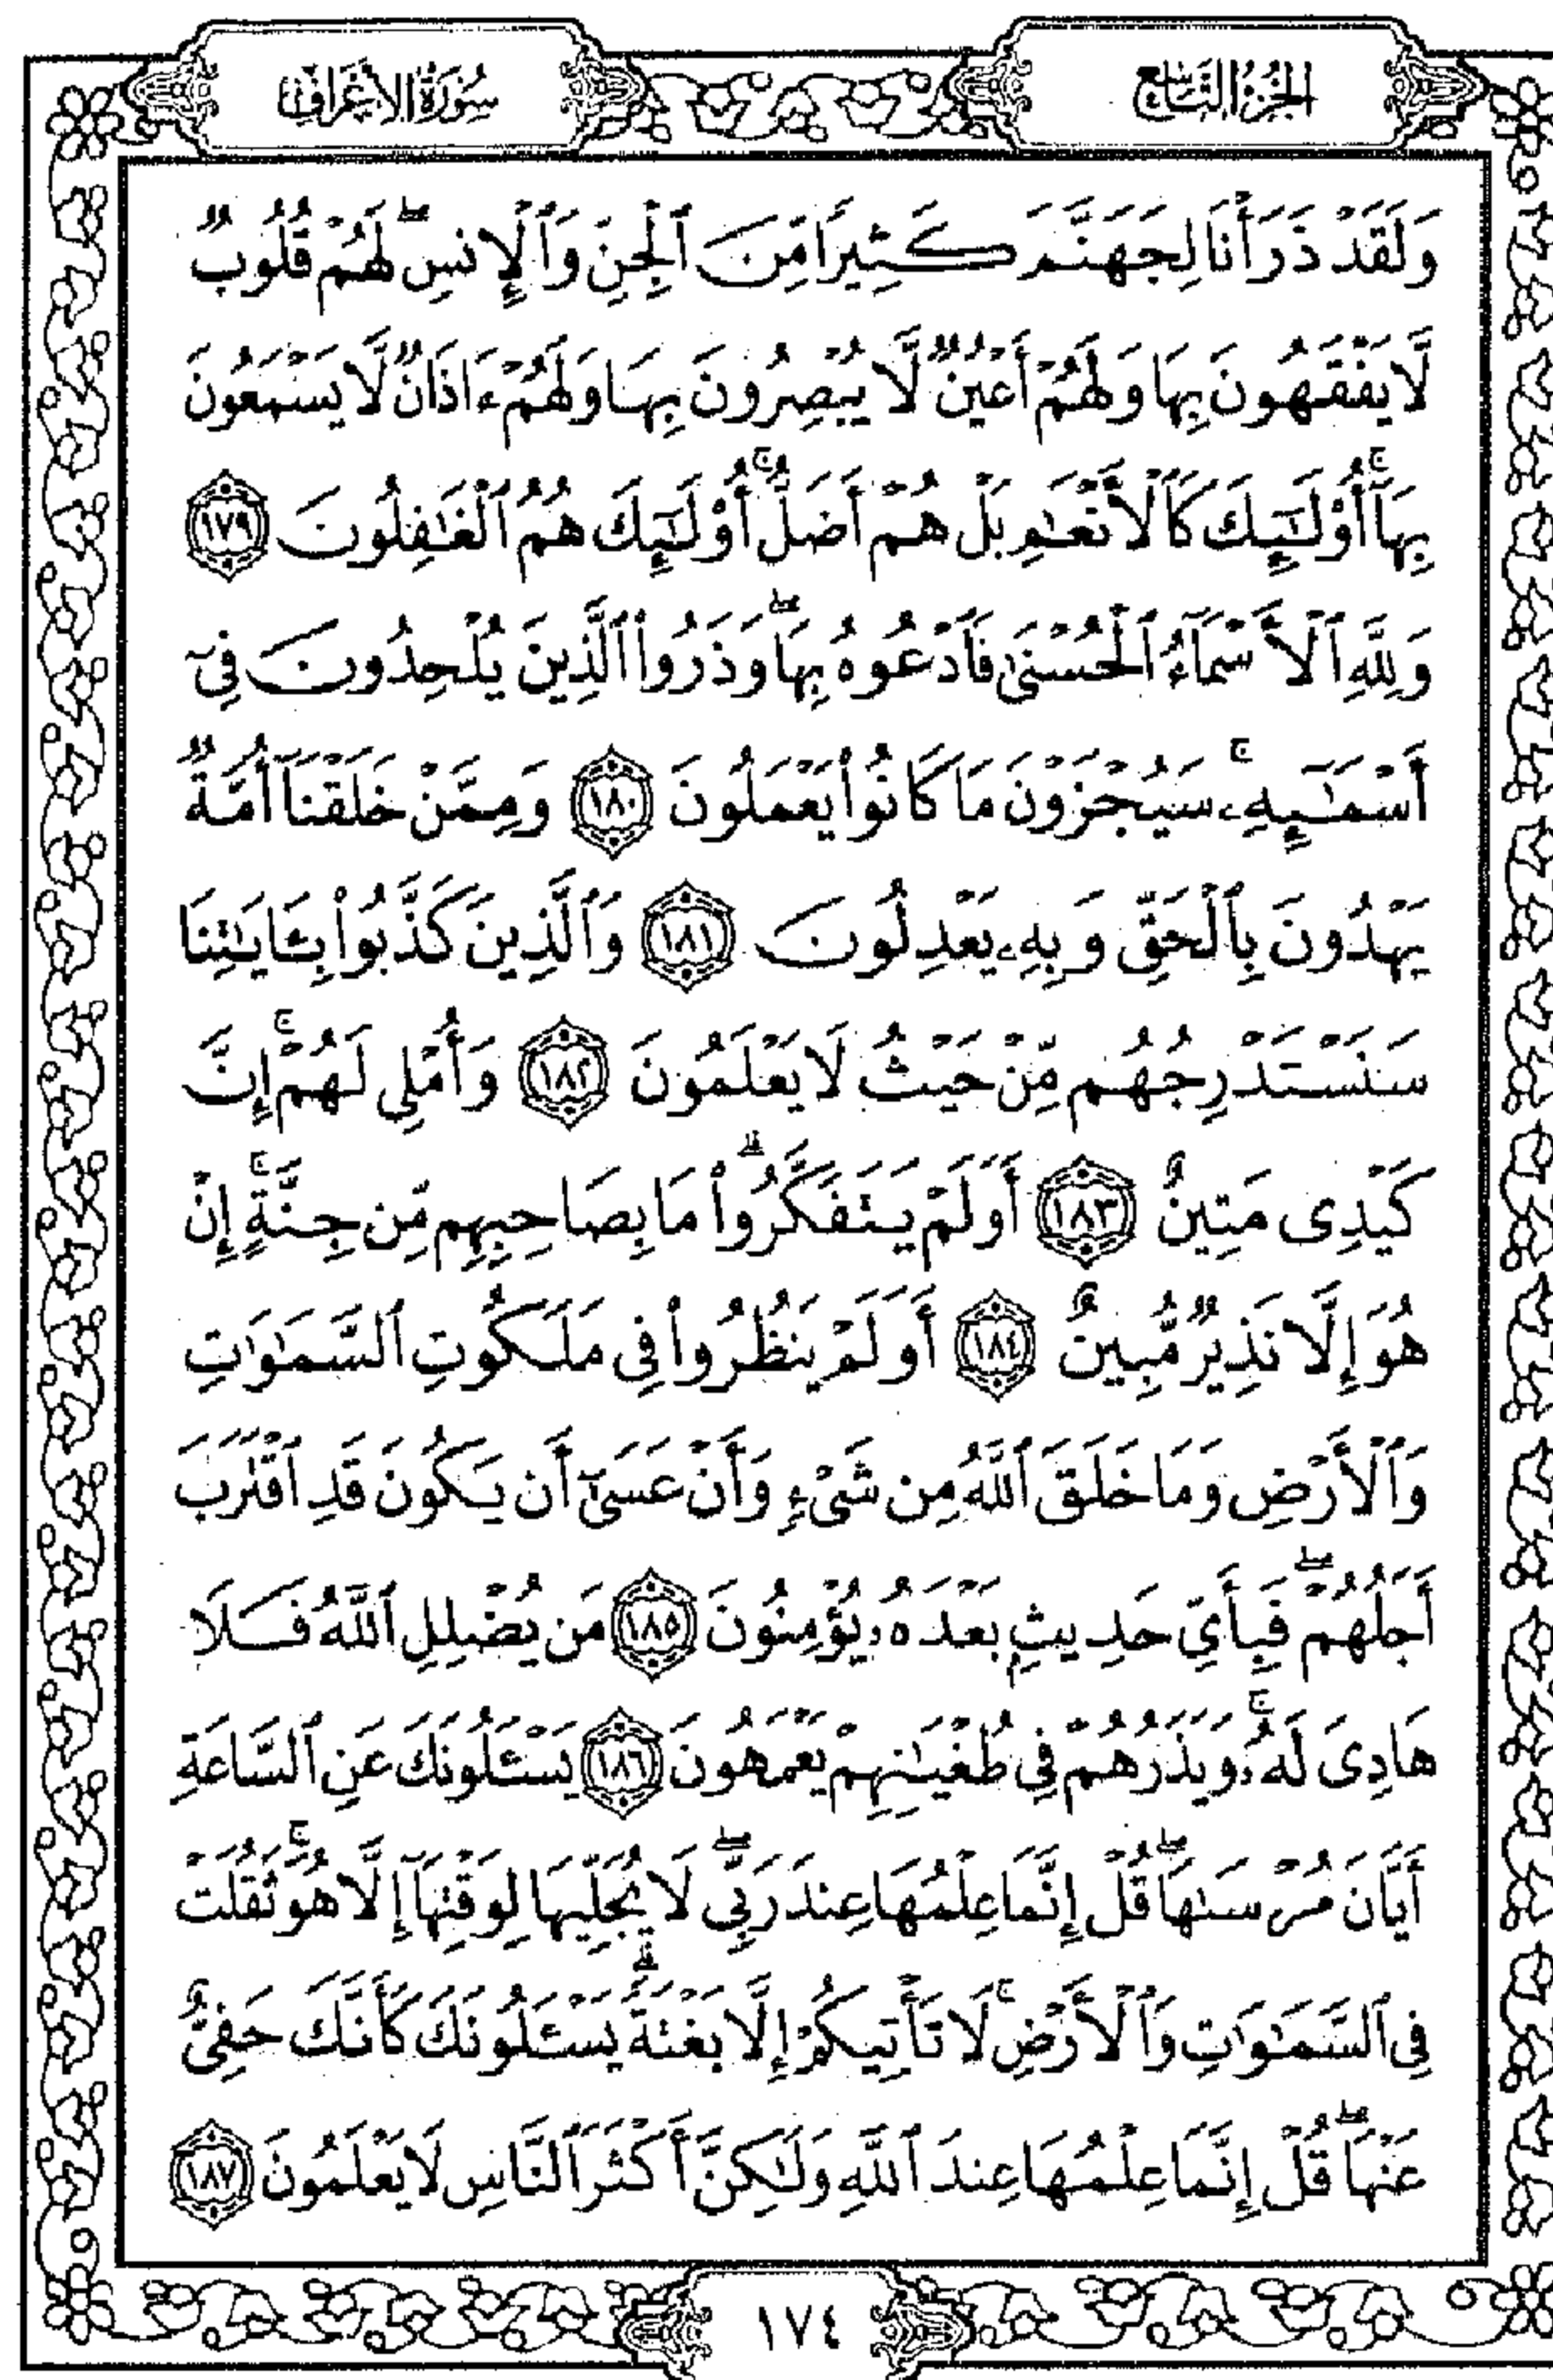 الجزء التاسع
سورة الأعراف
وَلَقَدْ ذَرَأْنَا لِجَهَنَّمَ كَثِيرًا مِّنَ ٱلْجِنِّ وَٱلْإِنسِ ۖ لَهُمْ قُلُوبٌ
لَّا يَفْقَهُونَ بِهَا وَلَهُمْ أَعْيُنٌ لَّا يُبْصِرُونَ بِهَا وَلَهُمْ ءَاذَانٌ لَّا يَسْمَعُونَ
بِهَآ ۚ أُو۟لَٰٓئِكَ كَٱلْأَنْعَٰمِ بَلْ هُمْ أَضَلُّ ۚ أُو۟لَٰٓئِكَ هُمُ ٱلْغَٰفِلُونَ ١٧٩
وَلِلَّهِ ٱلْأَسْمَآءُ ٱلْحُسْنَىٰ فَٱدْعُوهُ بِهَا ۖ وَذَرُوا۟ ٱلَّذِينَ يُلْحِدُونَ فِىٓ
أَسْمَٰٓئِهِۦ ۚ سَيُجْزَوْنَ مَا كَانُوا۟ يَعْمَلُونَ ١٨٠ وَمِمَّنْ خَلَقْنَآ أُمَّةٌ
يَهْدُونَ بِٱلْحَقِّ وَبِهِۦ يَعْدِلُونَ ١٨١ وَٱلَّذِينَ كَذَّبُوا۟ بِـَٔايَٰتِنَا
سَنَسْتَدْرِجُهُم مِّنْ حَيْثُ لَا يَعْلَمُونَ ١٨٢ وَأُمْلِى لَهُمْ ۚ إِنَّ
كَيْدِى مَتِينٌ ١٨٣ أَوَلَمْ يَتَفَكَّرُوا۟ ۗ مَا بِصَاحِبِهِم مِّن جِنَّةٍ ۚ إِنْ
هُوَ إِلَّا نَذِيرٌ مُّبِينٌ ١٨٤ أَوَلَمْ يَنظُرُوا۟ فِى مَلَكُوتِ ٱلسَّمَٰوَٰتِ
وَٱلْأَرْضِ وَمَا خَلَقَ ٱللَّهُ مِن شَىْءٍ وَأَنْ عَسَىٰٓ أَن يَكُونَ قَدِ ٱقْتَرَبَ
أَجَلُهُمْ ۖ فَبِأَىِّ حَدِيثٍۭ بَعْدَهُۥ يُؤْمِنُونَ ١٨٥ مَن يُضْلِلِ ٱللَّهُ فَلَا
هَادِىَ لَهُۥ ۚ وَيَذَرُهُمْ فِى طُغْيَٰنِهِمْ يَعْمَهُونَ ١٨٦ يَسْـَٔلُونَكَ عَنِ ٱلسَّاعَةِ
أَيَّانَ مُرْسَىٰهَا ۖ قُلْ إِنَّمَا عِلْمُهَا عِندَ رَبِّى ۖ لَا يُجَلِّيهَا لِوَقْتِهَآ إِلَّا هُوَ ۚ ثَقُلَتْ
فِى ٱلسَّمَٰوَٰتِ وَٱلْأَرْضِ ۚ لَا تَأْتِيكُمْ إِلَّا بَغْتَةً ۗ يَسْـَٔلُونَكَ كَأَنَّكَ حَفِىٌّ
عَنْهَا ۖ قُلْ إِنَّمَا عِلْمُهَا عِندَ ٱللَّهِ وَلَٰكِنَّ أَكْثَرَ ٱلنَّاسِ لَا يَعْلَمُونَ ١٨٧
١٧٤